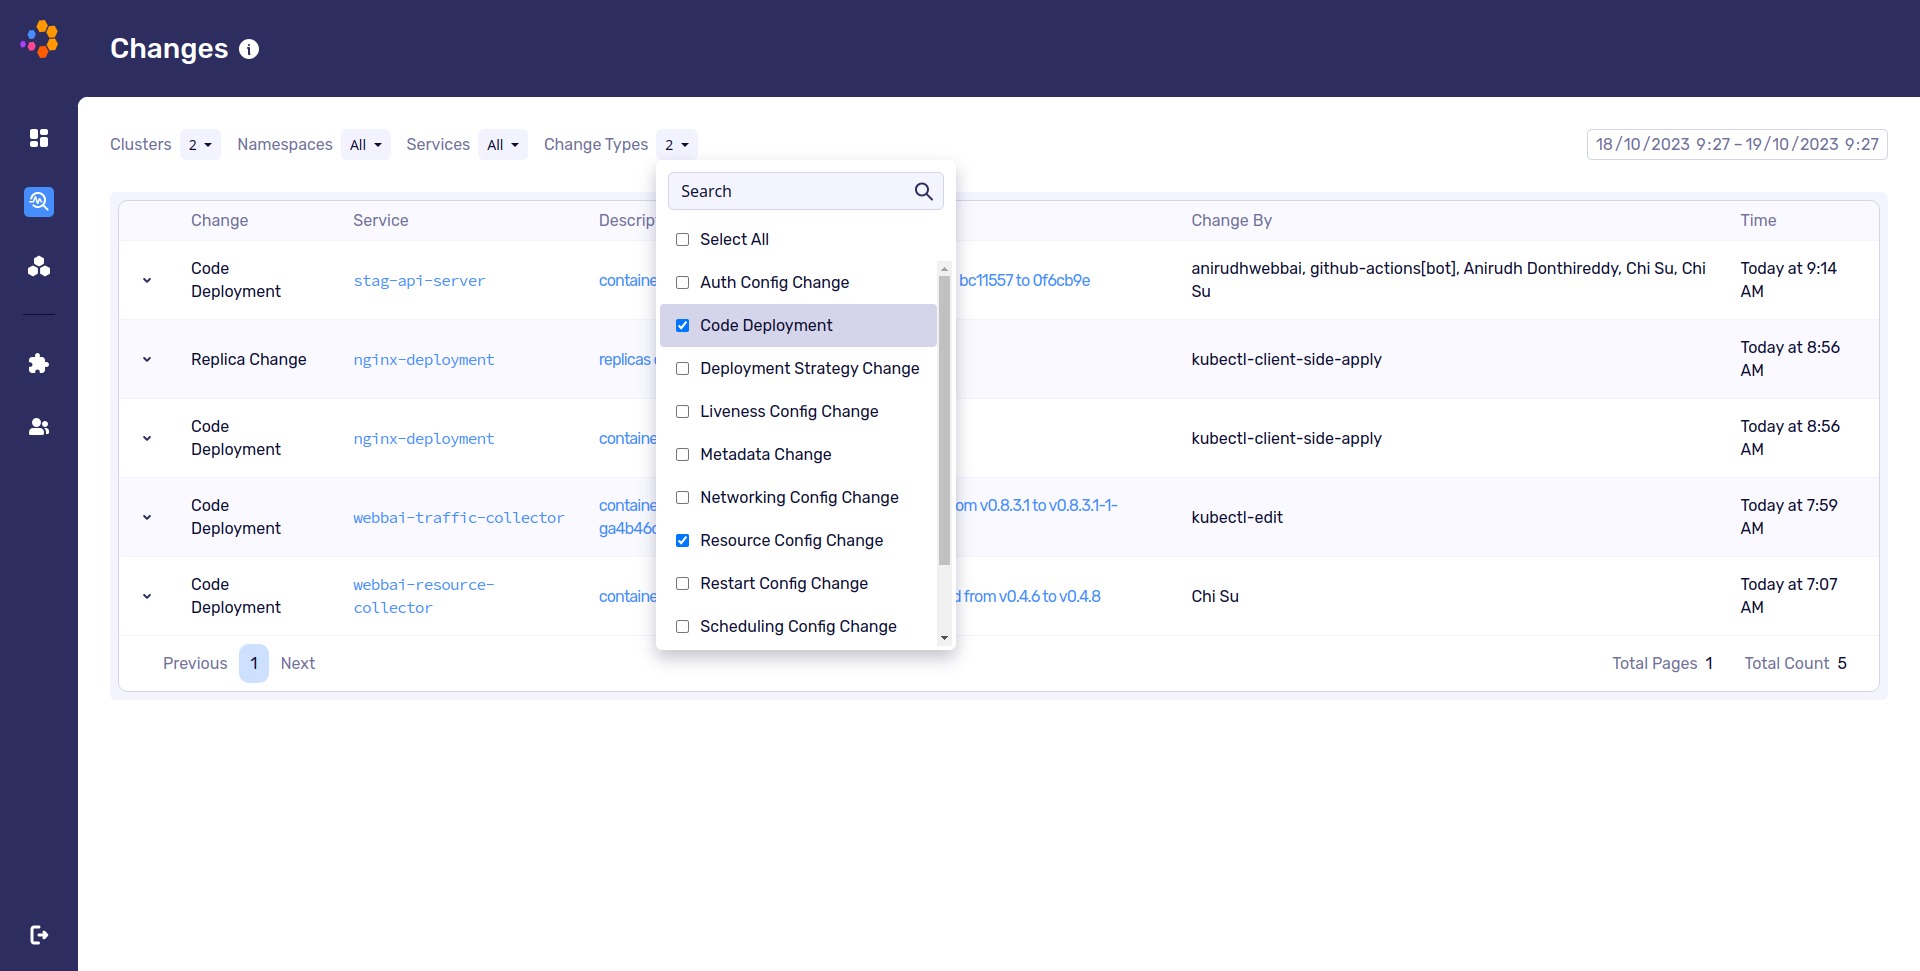 Changes
Clusters 2 Namespaces All Services All Change Types 2 18/10/2023 9:27 - 19/10/2023 9:27
Search
Select All
Auth Config Change
Code Deployment
Deployment Strategy Change
Liveness Config Change
Metadata Change
Networking Config Change
Resource Config Change
Restart Config Change
Scheduling Config Change
Change Service Change By Time
Code
Deployment
stag-api-server
bc11557 to 0f6cb9e
anirudhwebbai, github-actions[bot], Anirudh Donthireddy, Chi Su, Chi
Su
Today at 9:14
AM
Replica Change
nginx-deployment
replicas
kubectl-client-side-apply
Today at 8:56
AM
Code
Deployment
nginx-deployment
kubectl-client-side-apply
Today at 8:56
AM
Code
Deployment
webbai-traffic-collector
v0.8.3.1 to v0.8.3.1-1-
kubectl-edit
Today at 7:59
AM
Code
Deployment
webbai-resource-
collector
from v0.4.6 to v0.4.8
Chi Su
Today at 7:07
AM
Previous 1 Next Total Pages 1 Total Count 5